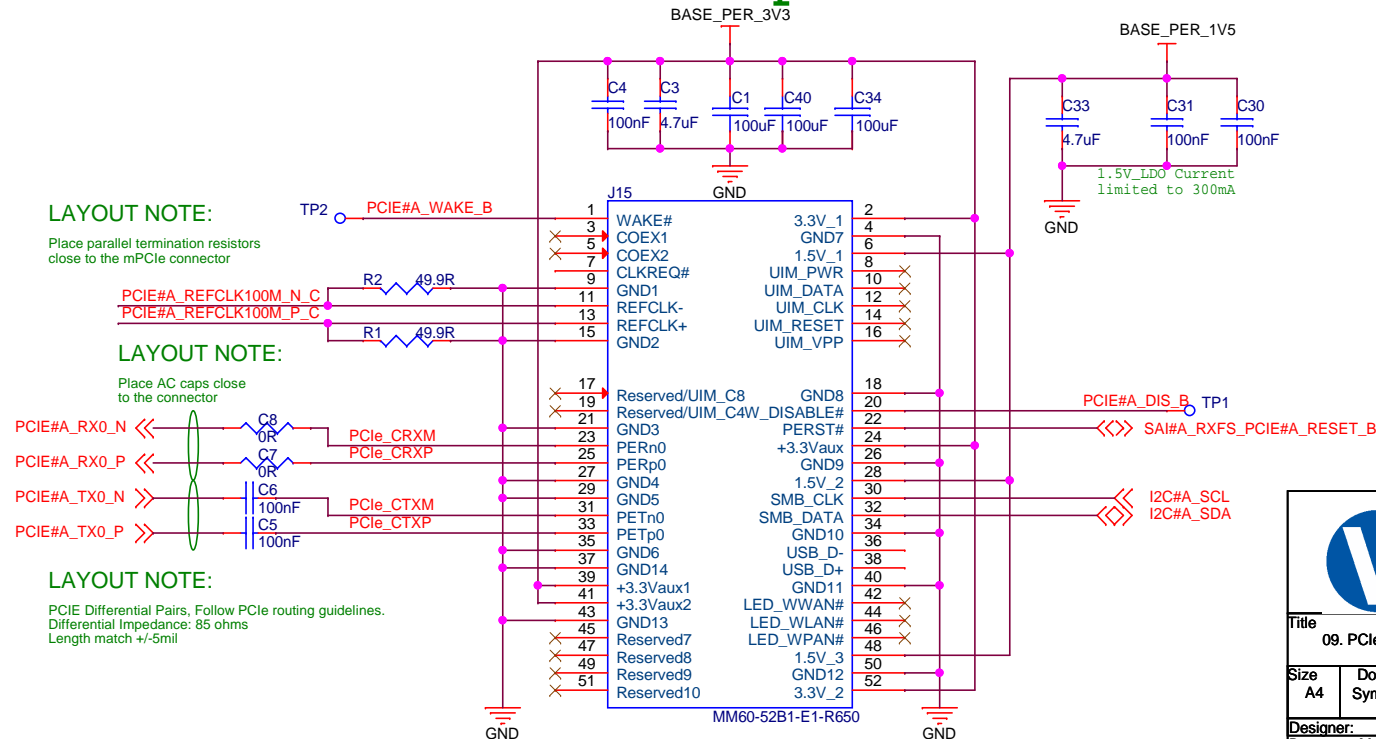 BASE_PER_3V3
BASE_PER_1V5
C4
100nF
C3
4.7uF
C1
100uF
C40
100uF
C34
100uF
GND
C33
4.7uF
C31
100nF
C30
100nF
1.5V_LDO Current
limited to 300mA
GND
LAYOUT NOTE:
Place parallel termination resistors
close to the mPCIe connector
TP2
PCIE#A_WAKE_B
R2 49.9R
PCIE#A_REFCLK100M_N_C
PCIE#A_REFCLK100M_P_C
R1 49.9R
LAYOUT NOTE:
Place AC caps close
to the connector
PCIE#A_RX0_N
C8
0R
PCIe_CRXM
PCIE#A_RX0_P
C7
0R
PCIe_CRXP
PCIE#A_TX0_N
C6
100nF
PCIe_CTXM
PCIE#A_TX0_P
C5
100nF
PCIe_CTXP
LAYOUT NOTE:
PCIE Differential Pairs, Follow PCIe routing guidelines.
Differential Impedance: 85 ohms
Length match +/-5mil
J15
1 WAKE# 3.3V_1 2
3 COEX1 GND7 4
5 COEX2 1.5V_1 6
7 CLKREQ# UIM_PWR 8
9 GND1 UIM_DATA 10
11 REFCLK- UIM_CLK 12
13 REFCLK+ UIM_RESET 14
15 GND2 UIM_VPP 16
17 Reserved/UIM_C8 GND8 18
19 Reserved/UIM_C4 W_DISABLE# 20
21 GND3 PERST# 22
23 PERn0 +3.3Vaux 24
25 PERp0 GND9 26
27 GND4 1.5V_2 28
29 GND5 SMB_CLK 30
31 PETn0 SMB_DATA 32
33 PETp0 GND10 34
35 GND6 USB_D- 36
37 GND14 USB_D+ 38
39 +3.3Vaux1 GND11 40
41 +3.3Vaux2 LED_WWAN# 42
43 GND13 LED_WLAN# 44
45 Reserved7 LED_WPAN# 46
47 Reserved8 1.5V_3 48
49 Reserved9 GND12 50
51 Reserved10 3.3V_2 52
MM60-52B1-E1-R650
GND
GND
PCIE#A_DIS_B TP1
SAI#A_RXFS_PCIE#A_RESET_B
I2C#A_SCL
I2C#A_SDA
Title
09. PCIe
Size
A4
Do
Sym
Designer: